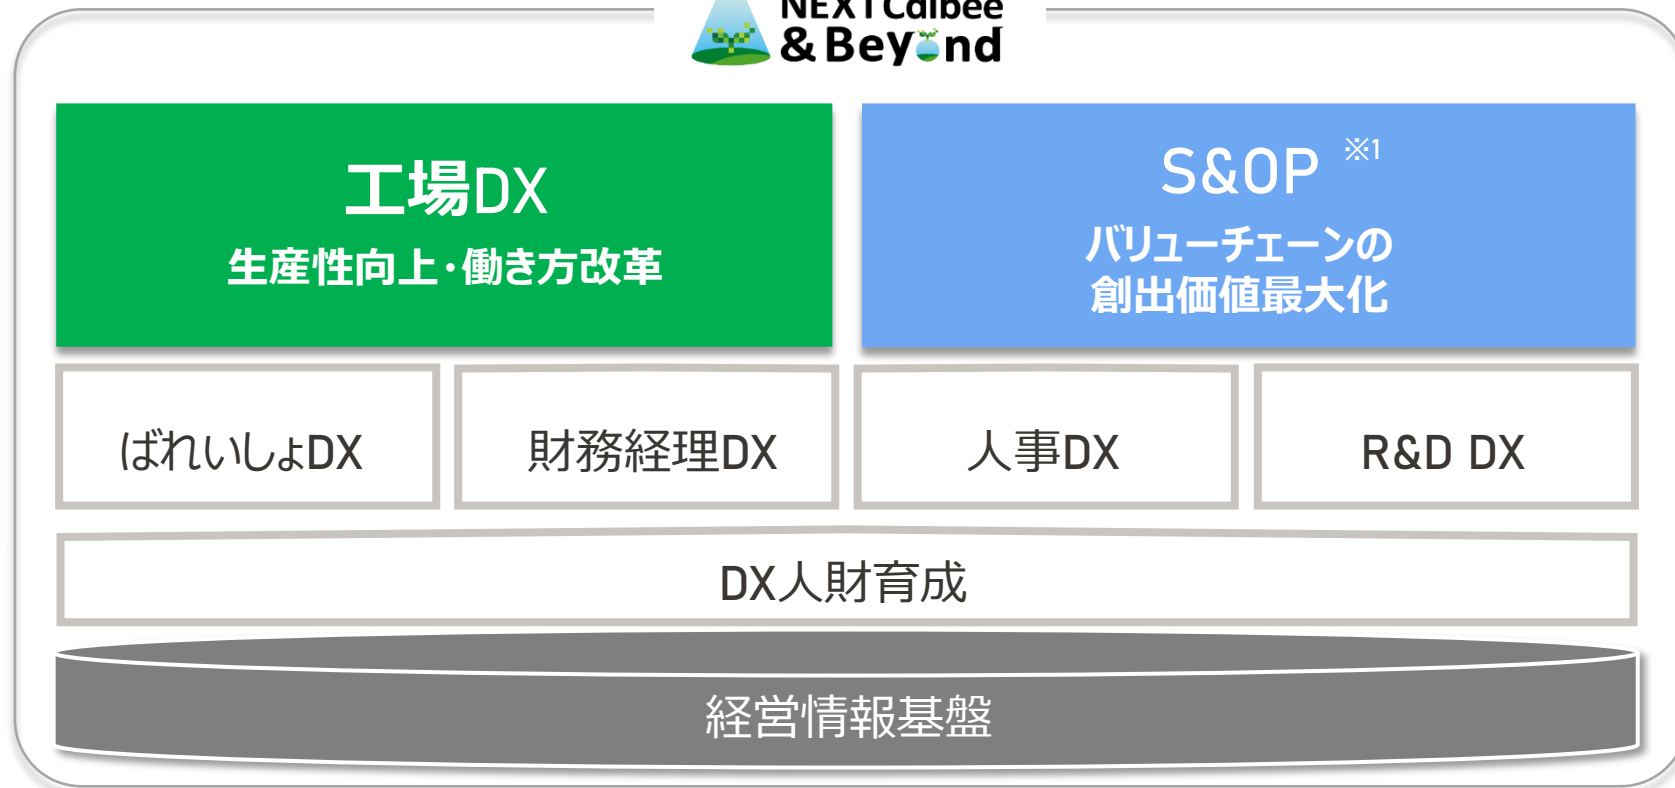 NEXT Calbee
& Beyond
工場DX
生産性向上・働き方改革
S&OP ※1
バリューチェーンの
創出価値最大化
ばれいしょDX
財務経理DX
人事DX
R&D DX
DX人財育成
経営情報基盤